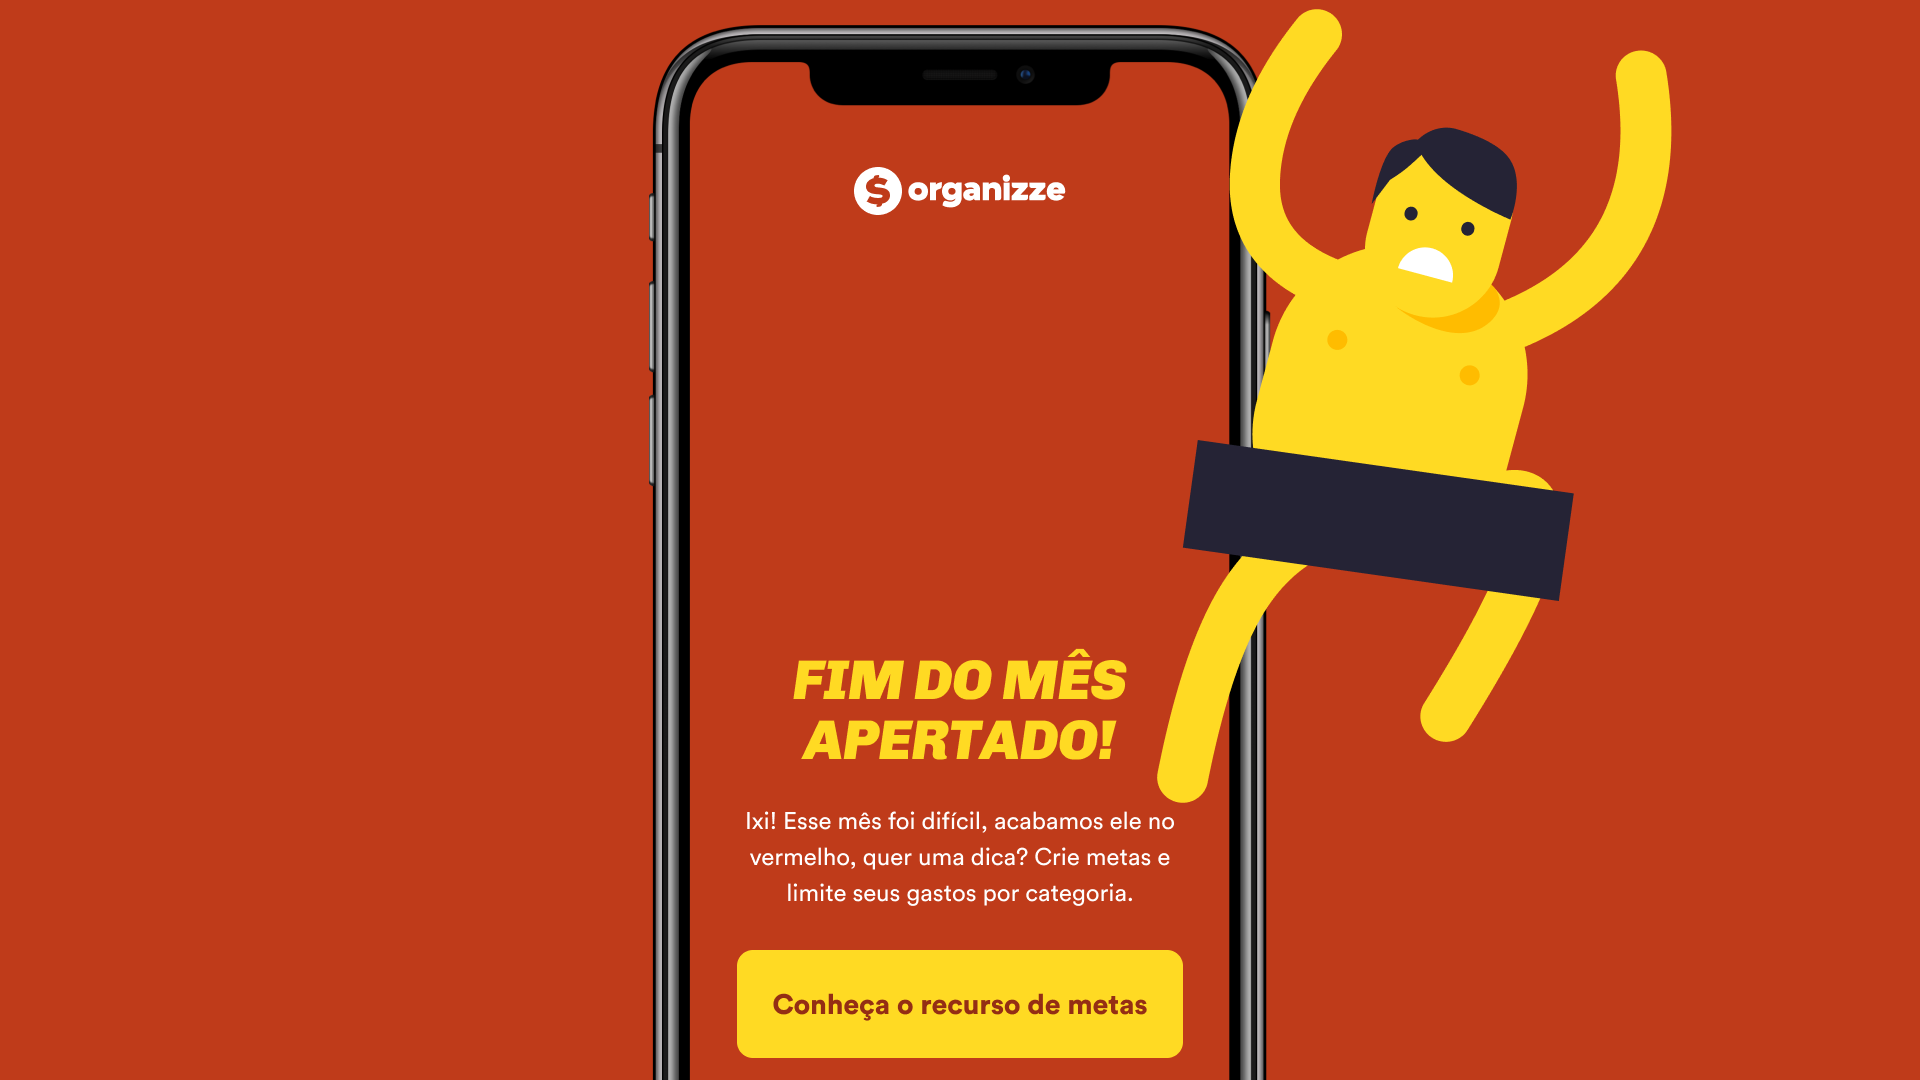 organizze
FIM DO MÊS
APERTADO!
Ixi! Esse mês foi difícil, acabamos ele no
vermelho, quer uma dica? Crie metas e
limite seus gastos por categoria.
Conheça o recurso de metas